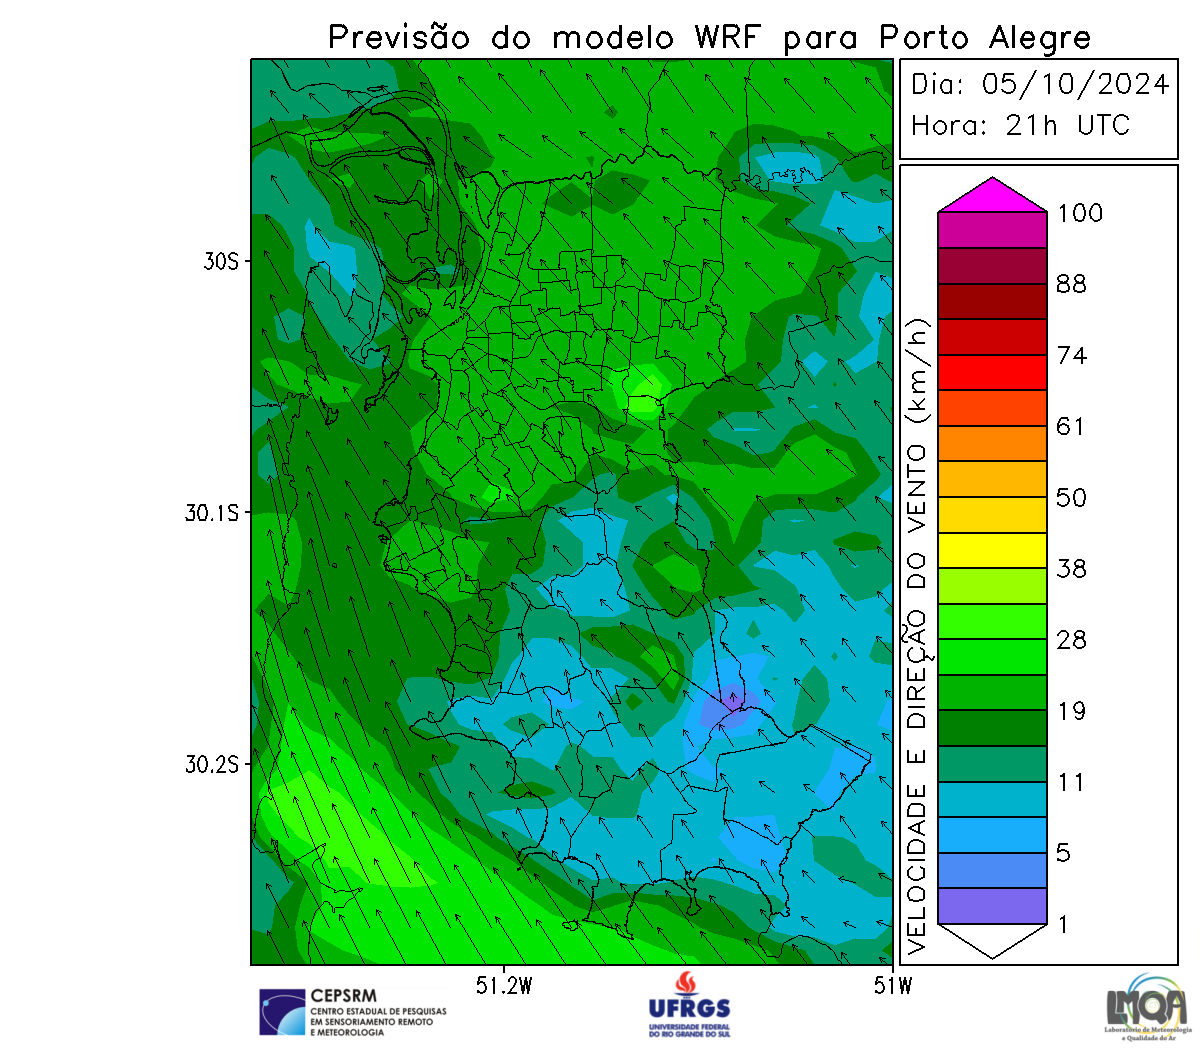 Previsão do modelo WRF para Porto Alegre
Dia: 05/10/2024
Hora: 21h UTC
VELOCIDADE E DIREÇÃO DO VENTO (km/h)
100
88
74
61
50
38
28
19
11
5
1
30S
30.1S
30.2S
51.2W
51W
CEPSRM
CENTRO ESTADUAL DE PESQUISAS
EM SENSORIAMENTO REMOTO
E METEOROLOGIA
UFRGS
UNIVERSIDADE FEDERAL
DO RIO GRANDE DO SUL
LMQA
Laboratório de Meteorologia
e Qualidade do Ar